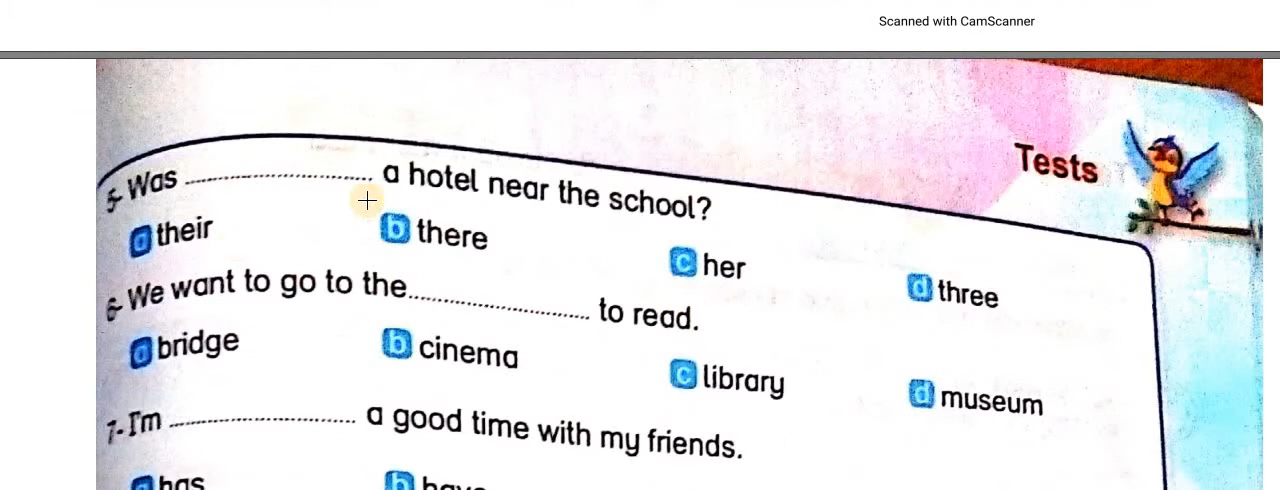 Scanned with CamScanner
Tests
5- Was .................... a hotel near the school?
a their b there c her d three
6- We want to go to the .................... to read.
a bridge b cinema c library d museum
7- I'm .................... a good time with my friends.
a has b have